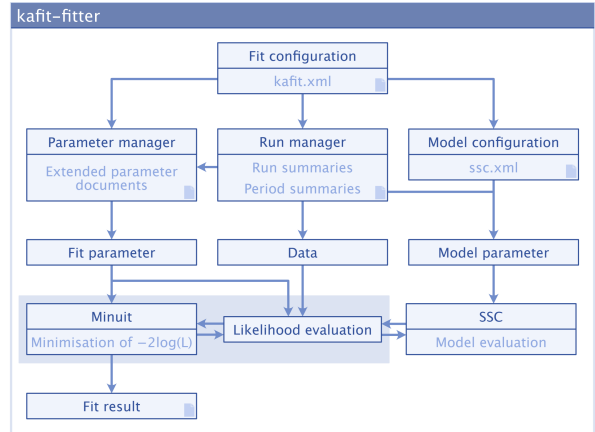 kafit-fitter
Fit configuration
kafit.xml
Parameter manager
Extended parameter
documents
Run manager
Run summaries
Period summaries
Model configuration
ssc.xml
Fit parameter
Data
Model parameter
Minuit
Minimisation of −2log(L)
Likelihood evaluation
SSC
Model evaluation
Fit result